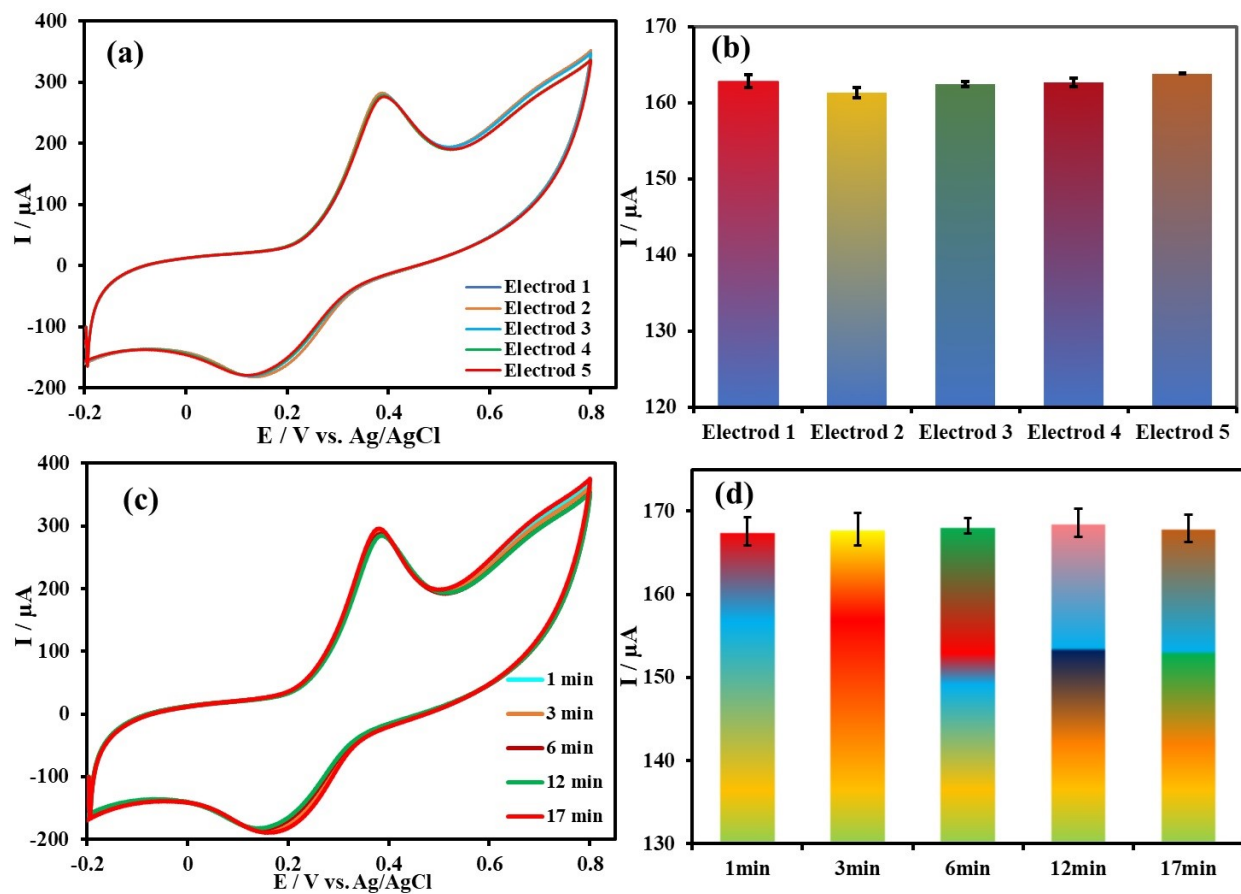 (a)
400
300
200
100
0
-100
-200
I / µA
-0.2 0 0.2 0.4 0.6 0.8
E / V vs. Ag/AgCl
Electrod 1
Electrod 2
Electrod 3
Electrod 4
Electrod 5
(b)
170
160
150
140
130
120
I / µA
Electrod 1 Electrod 2 Electrod 3 Electrod 4 Electrod 5
(c)
400
300
200
100
0
-100
-200
I / µA
-0.2 0 0.2 0.4 0.6 0.8
E / V vs. Ag/AgCl
1 min
3 min
6 min
12 min
17 min
(d)
170
160
150
140
130
I / µA
1min 3min 6min 12min 17min